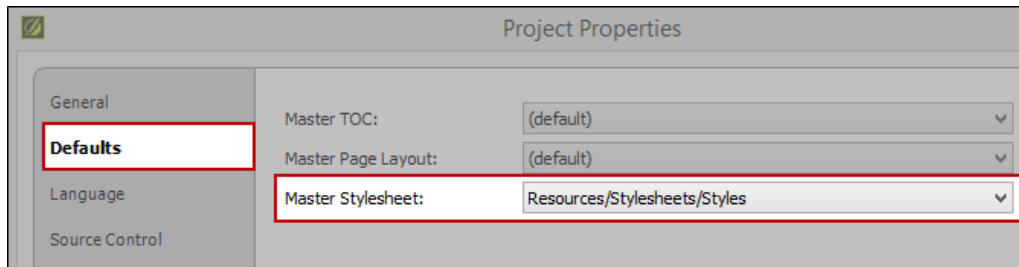 Project Properties
General
Defaults
Language
Source Control
Master TOC: (default)
Master Page Layout: (default)
Master Stylesheet: Resources/Stylesheets/Styles